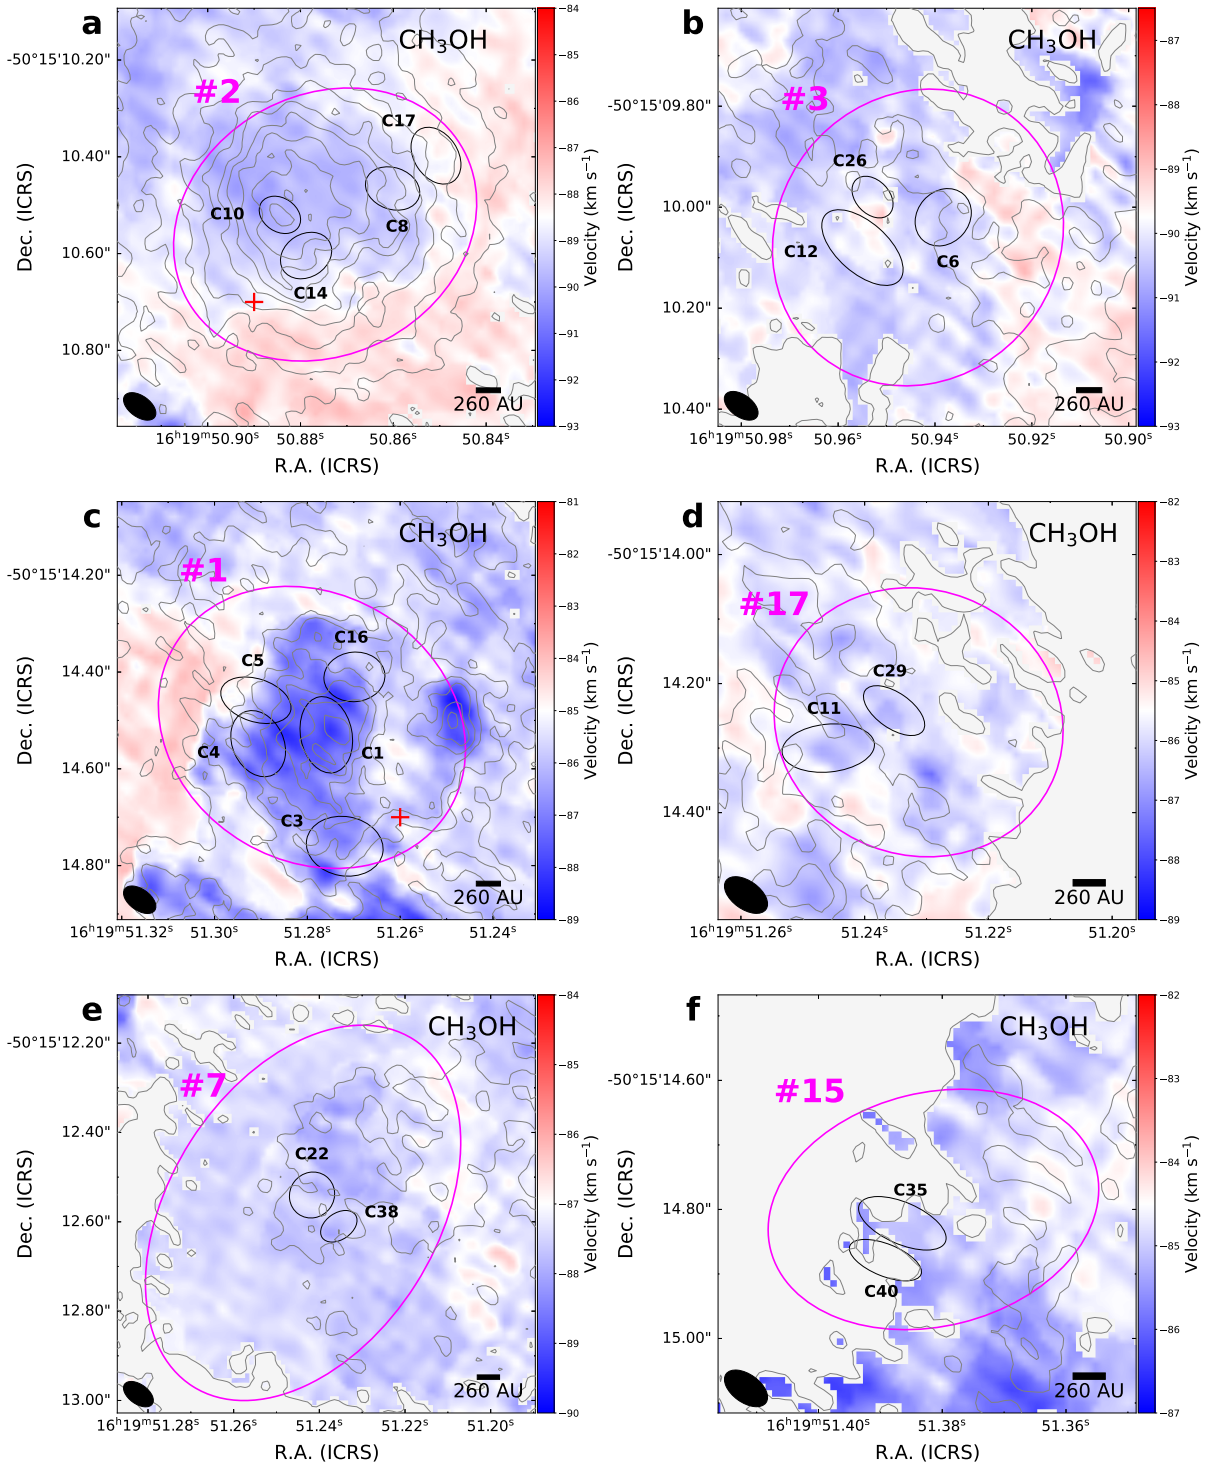 a
CH₃OH
#2
C17
C10
C8
C14
260 AU
-50°15'10.20"
10.40"
10.60"
10.80"
Dec. (ICRS)
16ʰ19ᵐ50.90ˢ
50.88ˢ
50.86ˢ
50.84ˢ
R.A. (ICRS)
−84
−85
−86
−87
−88
−89
−90
−91
−92
−93
Velocity (km s⁻¹)
b
CH₃OH
#3
C26
C12
C6
260 AU
-50°15'09.80"
10.00"
10.20"
10.40"
Dec. (ICRS)
16ʰ19ᵐ50.98ˢ
50.96ˢ
50.94ˢ
50.92ˢ
50.90ˢ
R.A. (ICRS)
−87
−88
−89
−90
−91
−92
−93
Velocity (km s⁻¹)
c
CH₃OH
#1
C16
C5
C4
C1
C3
260 AU
-50°15'14.20"
14.40"
14.60"
14.80"
Dec. (ICRS)
16ʰ19ᵐ51.32ˢ
51.30ˢ
51.28ˢ
51.26ˢ
51.24ˢ
R.A. (ICRS)
−81
−82
−83
−84
−85
−86
−87
−88
−89
Velocity (km s⁻¹)
d
CH₃OH
#17
C29
C11
260 AU
-50°15'14.00"
14.20"
14.40"
Dec. (ICRS)
16ʰ19ᵐ51.26ˢ
51.24ˢ
51.22ˢ
51.20ˢ
R.A. (ICRS)
−82
−83
−84
−85
−86
−87
−88
−89
Velocity (km s⁻¹)
e
CH₃OH
#7
C22
C38
260 AU
-50°15'12.20"
12.40"
12.60"
12.80"
13.00"
Dec. (ICRS)
16ʰ19ᵐ51.28ˢ
51.26ˢ
51.24ˢ
51.22ˢ
51.20ˢ
R.A. (ICRS)
−84
−85
−86
−87
−88
−89
−90
Velocity (km s⁻¹)
f
CH₃OH
#15
C35
C40
260 AU
-50°15'14.60"
14.80"
15.00"
Dec. (ICRS)
16ʰ19ᵐ51.40ˢ
51.38ˢ
51.36ˢ
R.A. (ICRS)
−82
−83
−84
−85
−86
−87
Velocity (km s⁻¹)